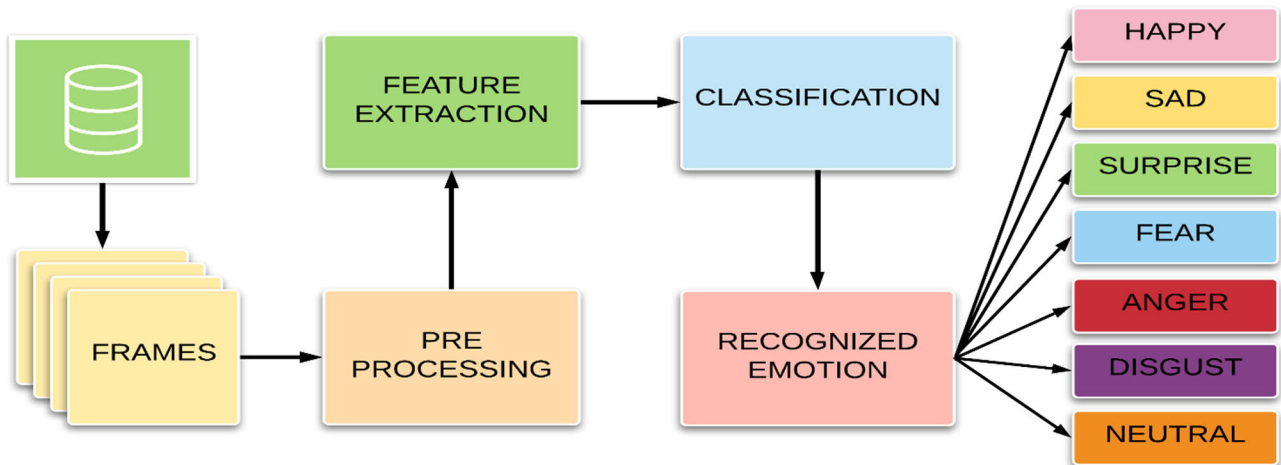 FRAMES
PRE
PROCESSING
FEATURE
EXTRACTION
CLASSIFICATION
RECOGNIZED
EMOTION
HAPPY
SAD
SURPRISE
FEAR
ANGER
DISGUST
NEUTRAL